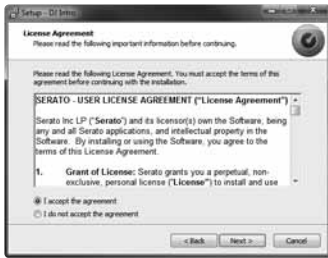 Setup - DJ Intro
License Agreement
Please read the following important information before continuing.
Please read the following License Agreement. You must accept the terms of this
agreement before continuing with the installation.
SERATO - USER LICENSE AGREEMENT ("License Agreement")
Serato Inc LP ("Serato") and its licensor(s) own the Software, being
any and all Serato applications, and intellectual property in the
Software. By installing or using the Software, you agree to the
terms of this License Agreement.
1. Grant of License: Serato grants you a perpetual, non-
exclusive, personal license ("License") to install and use
I accept the agreement
I do not accept the agreement
< Back Next > Cancel